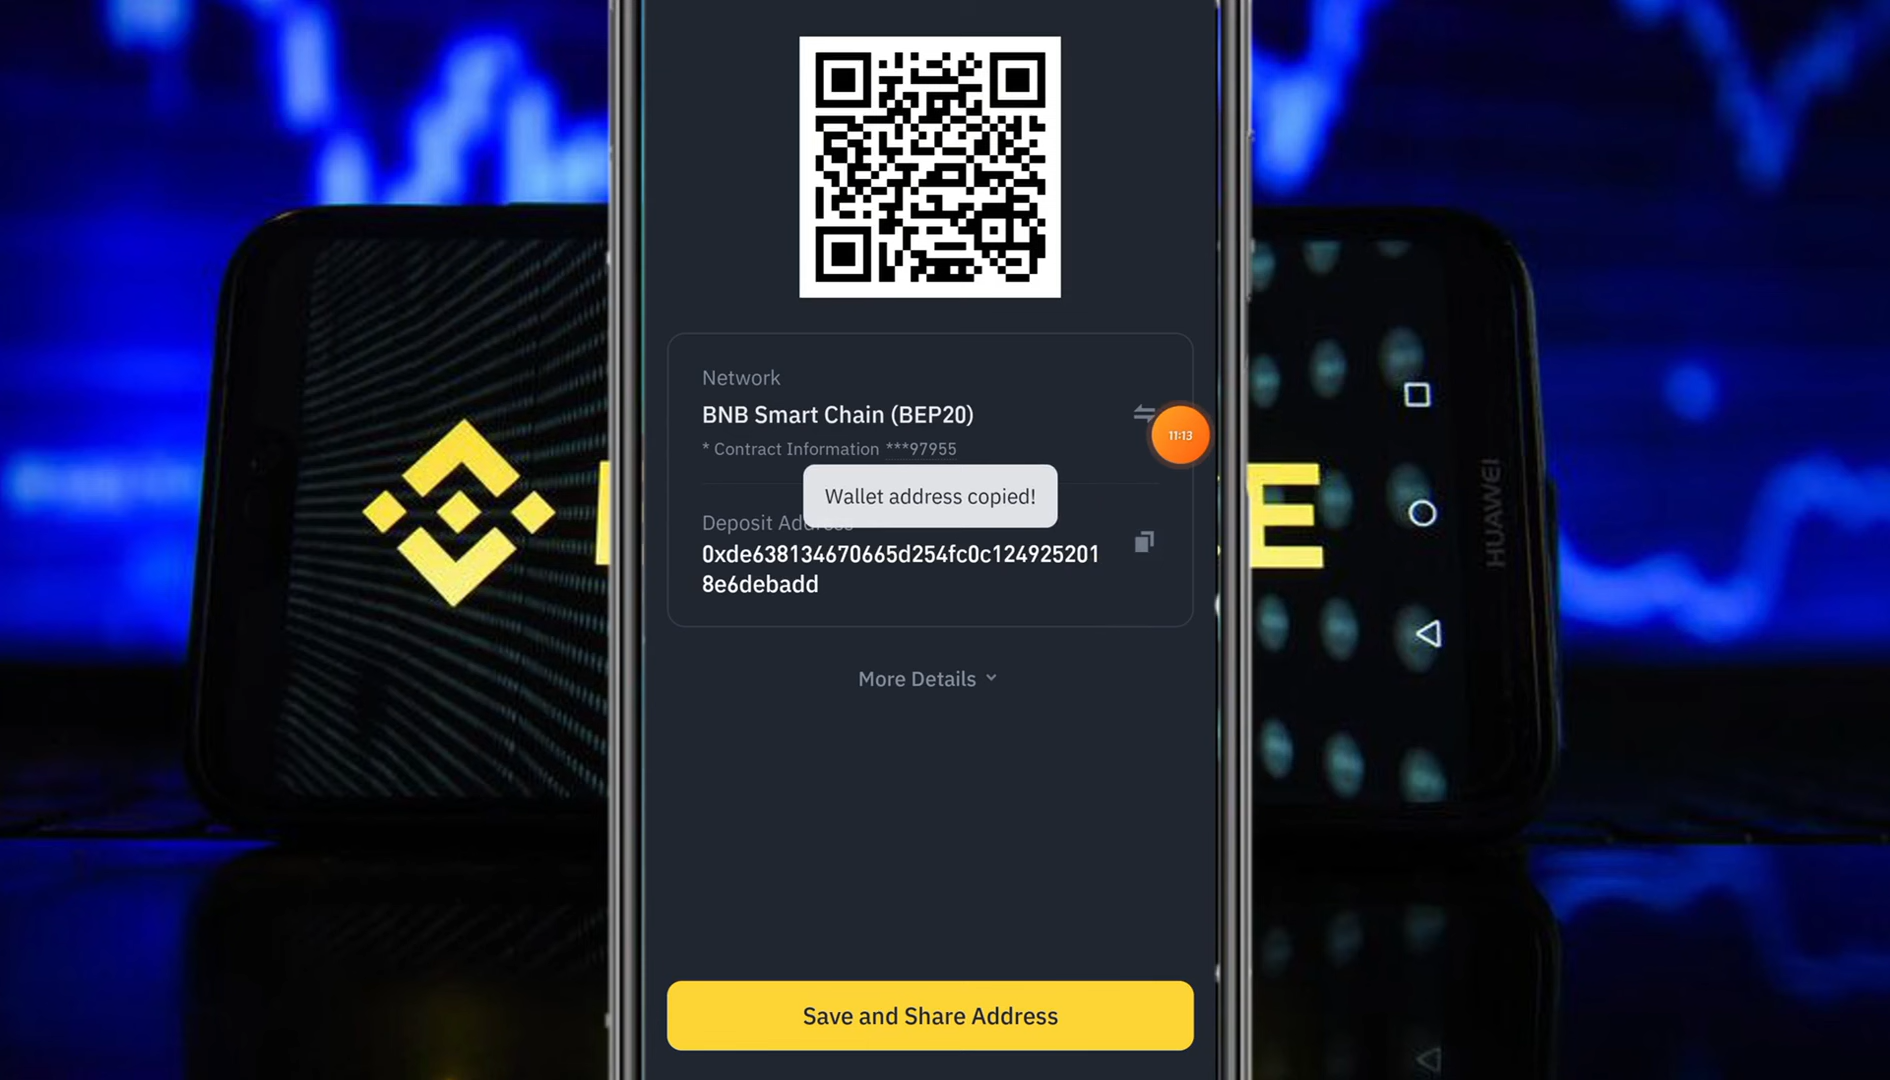 Network
BNB Smart Chain (BEP20)
* Contract Information ***97955
11:13
Wallet address copied!
Deposit
0xde638134670665d254fc0c124925201
8e6debadd
More Details
Save and Share Address
E
HUAWEI